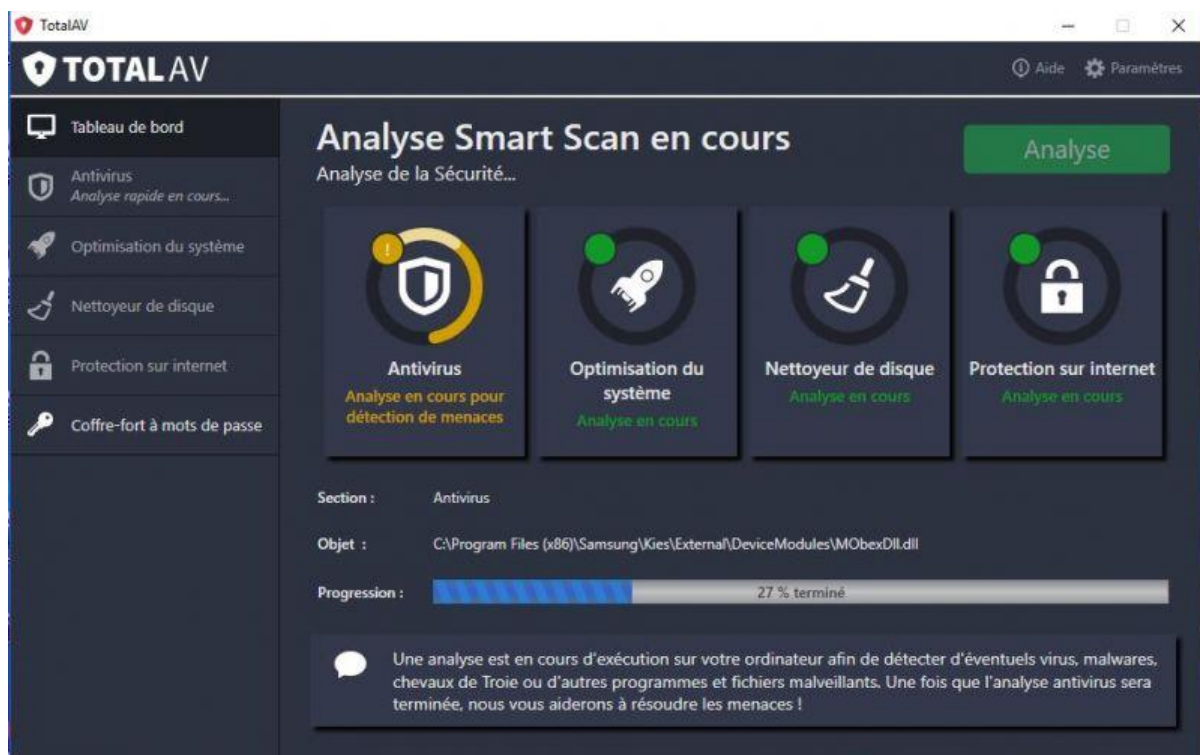 TotalAV
TOTAL AV
Aide
Paramètres
Tableau de bord
Antivirus
Analyse rapide en cours...
Optimisation du système
Nettoyeur de disque
Protection sur internet
Coffre-fort à mots de passe
Analyse Smart Scan en cours
Analyse de la Sécurité...
Analyse
Antivirus
Analyse en cours pour
détection de menaces
Optimisation du
système
Analyse en cours
Nettoyeur de disque
Analyse en cours
Protection sur internet
Analyse en cours
Section :
Antivirus
Objet :
C:\Program Files (x86)\Samsung\Kies\External\DeviceModules\MObexDll.dll
Progression :
27 % terminé
Une analyse est en cours d'exécution sur votre ordinateur afin de détecter d'éventuels virus, malwares,
chevaux de Troie ou d'autres programmes et fichiers malveillants. Une fois que l'analyse antivirus sera
terminée, nous vous aiderons à résoudre les menaces !